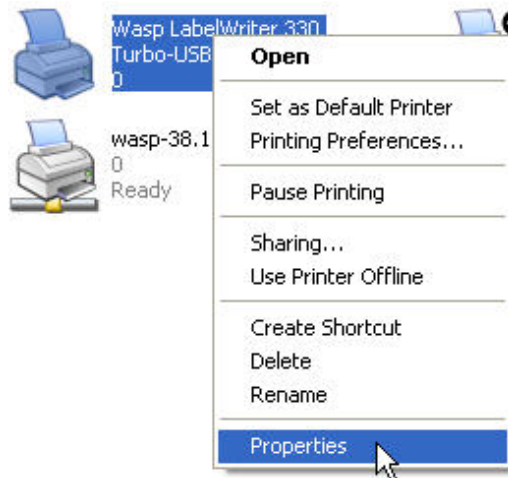 Wasp LabelWriter 330
Turbo-USB
0
wasp-38.1
0
Ready
Open
Set as Default Printer
Printing Preferences...
Pause Printing
Sharing...
Use Printer Offline
Create Shortcut
Delete
Rename
Properties